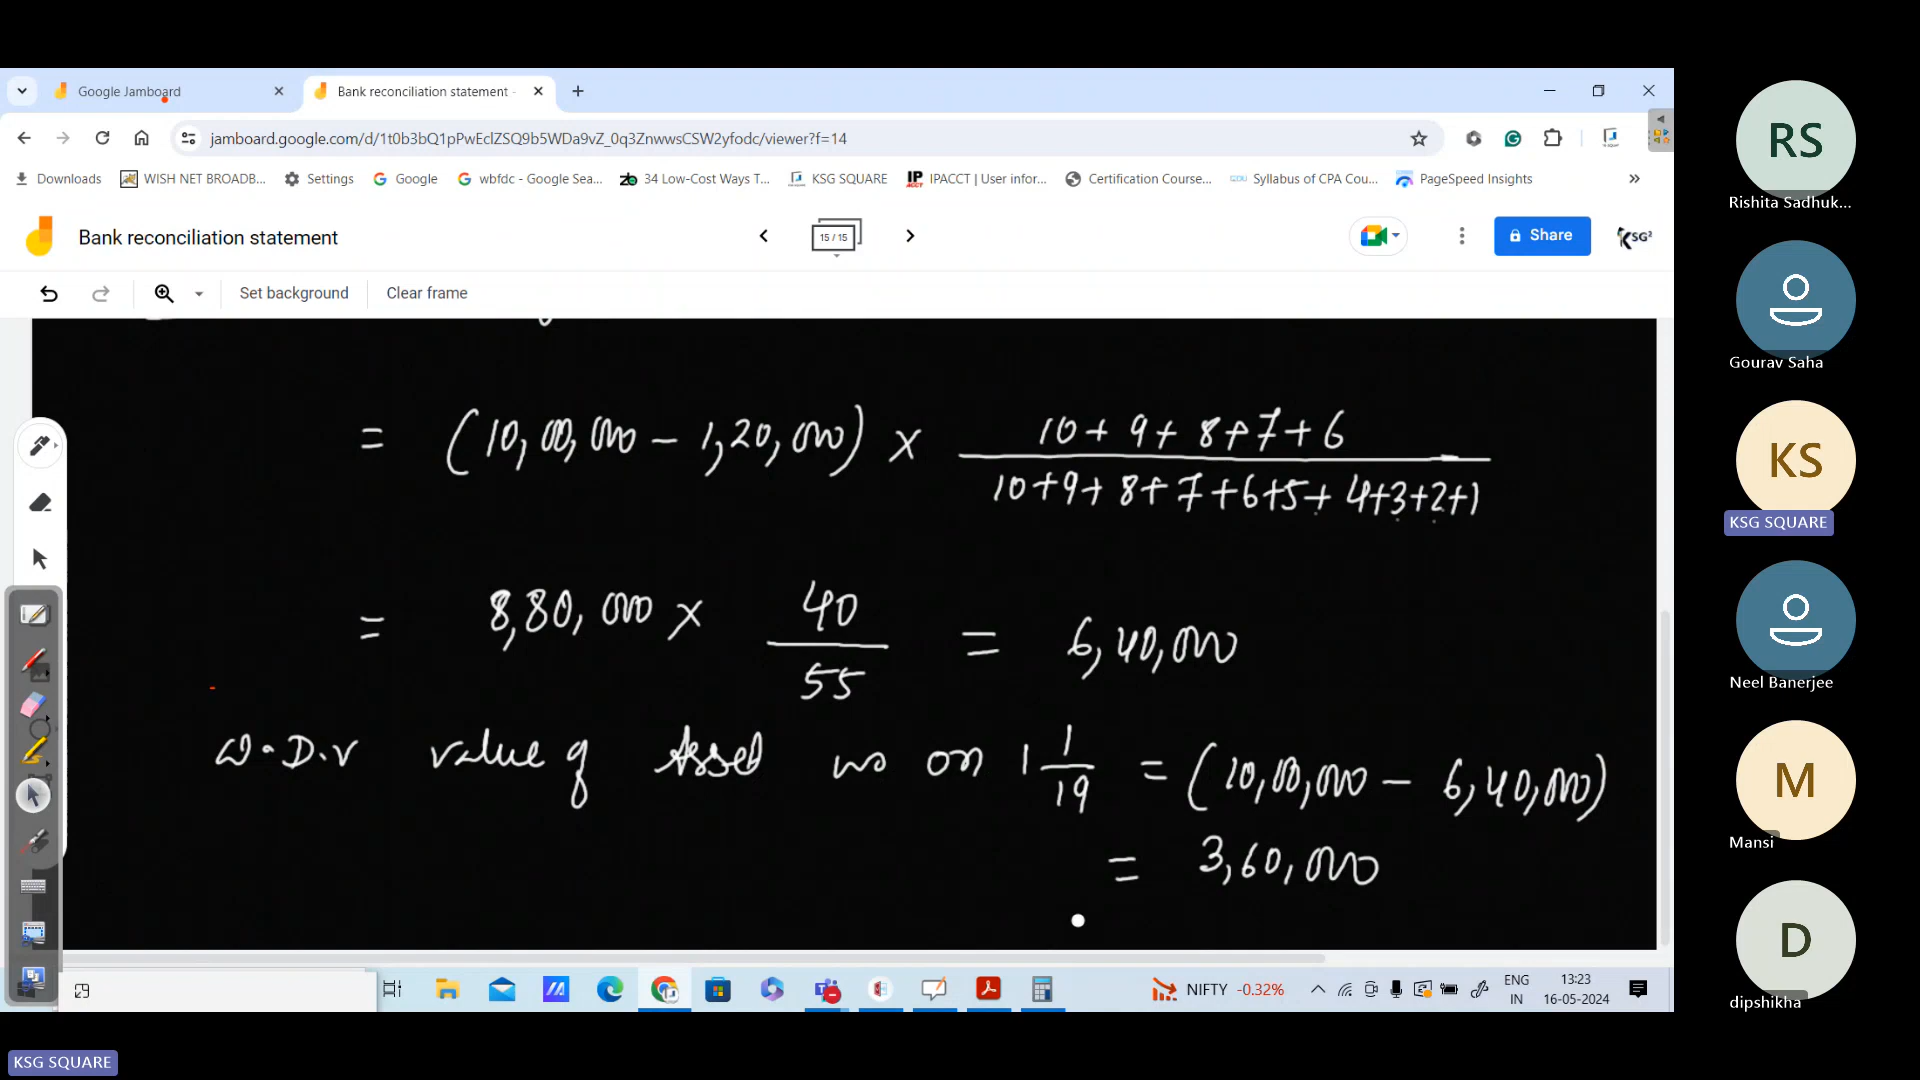 Google Jamboard
Bank reconciliation statement -
jamboard.google.com/d/1t0b3bQ1pPwEclZSQ9b5WDa9vZ_0q3ZnwwsCSW2yfodc/viewer?f=14
Downloads WISH NET BROADB... Settings Google wbfdc - Google Sea... 34 Low-Cost Ways T... KSG SQUARE IPACCT | User infor... Certification Course... Syllabus of CPA Cou... PageSpeed Insights
Bank reconciliation statement
15 / 15
Share
KSG²
Set background Clear frame
= (10,00,000 - 1,20,000) x 10 + 9 + 8 + 7 + 6
10+9+ 8+ 7 +6+5+ 4+3+2+1
= 8,80,000 x 40 = 6,40,000
55
W.D.V value of Asset as on 1 1/19 = (10,00,000 - 6,40,000)
= 3,60,000
NIFTY -0.32%
ENG
IN
13:23
16-05-2024
RS
Rishita Sadhuk...
Gourav Saha
KS
KSG SQUARE
Neel Banerjee
M
Mansi
D
dipshikha
KSG SQUARE